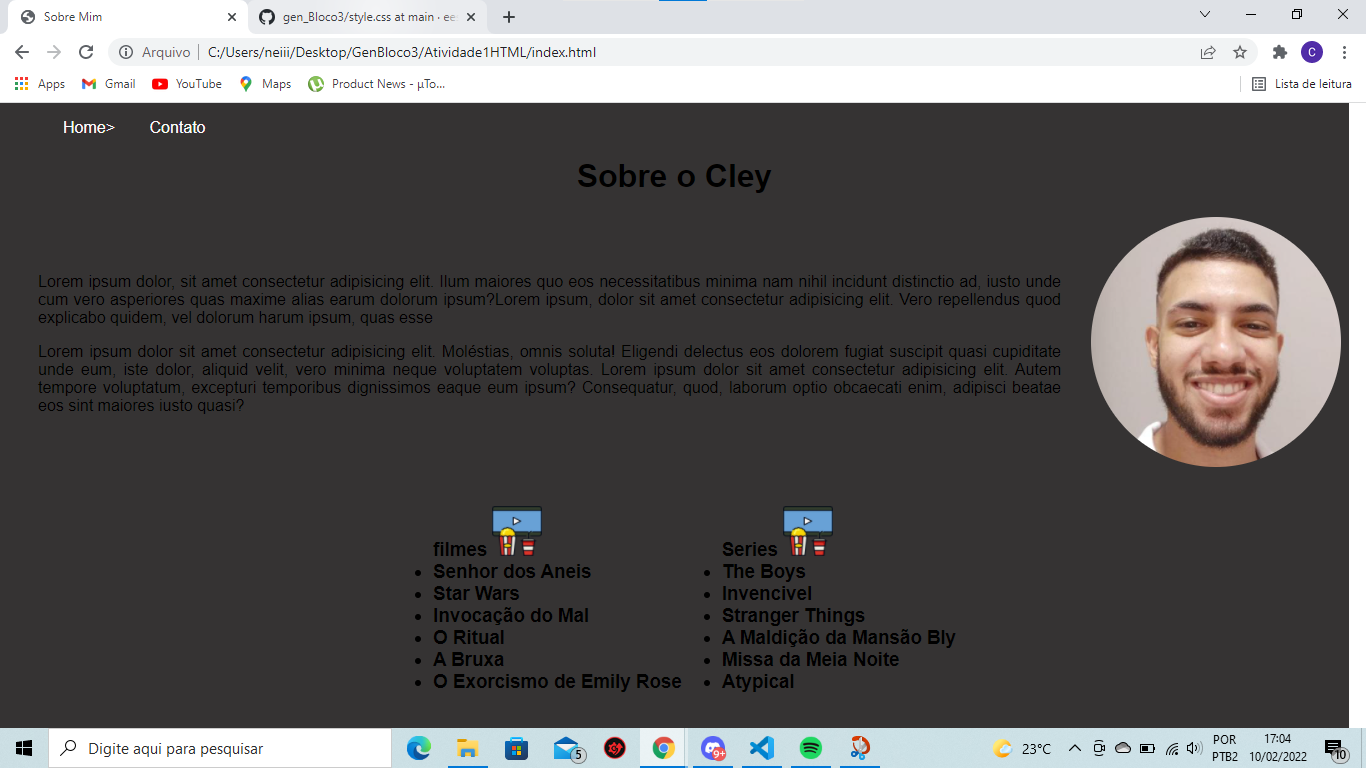 Sobre Mim
gen_Bloco3/style.css at main · ee
Arquivo C:/Users/neiii/Desktop/GenBloco3/Atividade1HTML/index.html
C
Apps Gmail YouTube Maps Product News - µTo... Lista de leitura
Home> Contato
Sobre o Cley
Lorem ipsum dolor, sit amet consectetur adipisicing elit. Ilum maiores quo eos necessitatibus minima nam nihil incidunt distinctio ad, iusto unde
cum vero asperiores quas maxime alias earum dolorum ipsum?Lorem ipsum, dolor sit amet consectetur adipisicing elit. Vero repellendus quod
explicabo quidem, vel dolorum harum ipsum, quas esse
Lorem ipsum dolor sit amet consectetur adipisicing elit. Moléstias, omnis soluta! Eligendi delectus eos dolorem fugiat suscipit quasi cupiditate
unde eum, iste dolor, aliquid velit, vero minima neque voluptatem voluptas. Lorem ipsum dolor sit amet consectetur adipisicing elit. Autem
tempore voluptatum, excepturi temporibus dignissimos eaque eum ipsum? Consequatur, quod, laborum optio obcaecati enim, adipisci beatae
eos sint maiores iusto quasi?
filmes
Senhor dos Aneis
Star Wars
Invocação do Mal
O Ritual
A Bruxa
O Exorcismo de Emily Rose
Series
The Boys
Invencivel
Stranger Things
A Maldição da Mansão Bly
Missa da Meia Noite
Atypical
Digite aqui para pesquisar
5
9+
23°C
POR
PTB2
17:04
10/02/2022
10